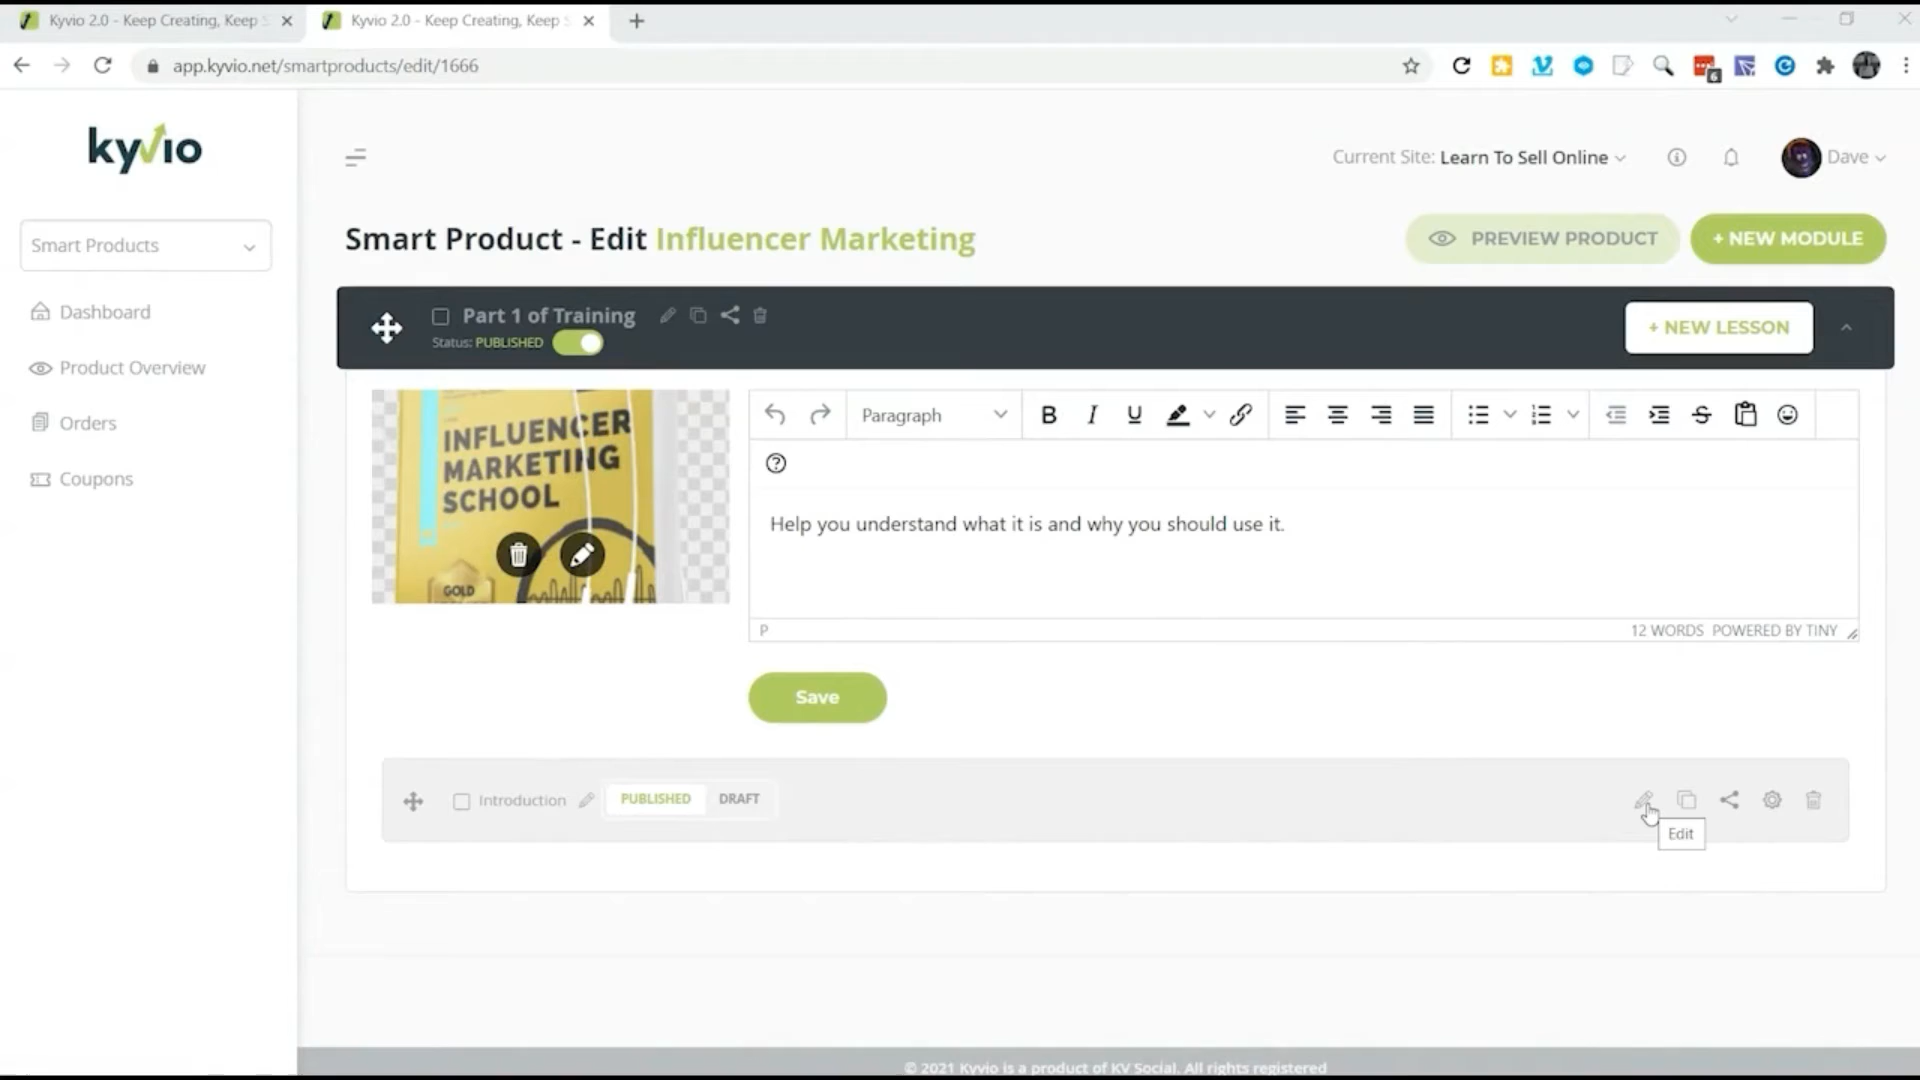 Kyvio 2.0 - Keep Creating, Keep S
Kyvio 2.0 - Keep Creating, Keep S
app.kyvio.net/smartproducts/edit/1666
6
kyvio
Current Site: Learn To Sell Online
Dave
Smart Products
Dashboard
Product Overview
Orders
Coupons
Smart Product - Edit Influencer Marketing
PREVIEW PRODUCT
+ NEW MODULE
Part 1 of Training
Status: PUBLISHED
+ NEW LESSON
INFLUENCER
MARKETING
SCHOOL
GOLD
Paragraph
Help you understand what it is and why you should use it.
P
12 WORDS POWERED BY TINY
Save
Introduction
PUBLISHED
DRAFT
Edit
© 2021 Kyvio is a product of KV Social. All rights registered